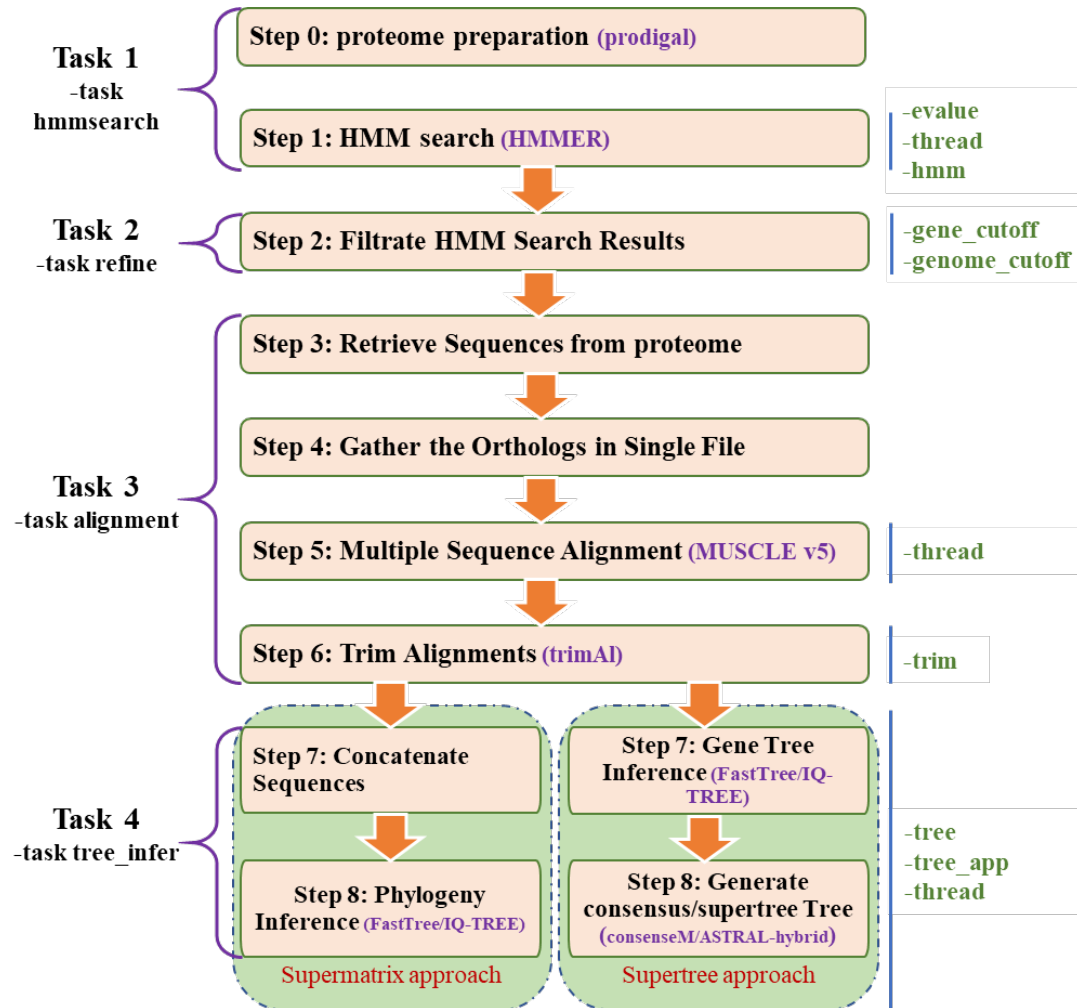 Task 1
-task
hmmsearch
Step 0: proteome preparation (prodigal)
Step 1: HMM search (HMMER)
-evalue
-thread
-hmm
Task 2
-task refine
Step 2: Filtrate HMM Search Results
-gene_cutoff
-genome_cutoff
Task 3
-task alignment
Step 3: Retrieve Sequences from proteome
Step 4: Gather the Orthologs in Single File
Step 5: Multiple Sequence Alignment (MUSCLE v5)
-thread
Step 6: Trim Alignments (trimAl)
-trim
Task 4
-task tree_infer
Step 7: Concatenate
Sequences
Step 8: Phylogeny
Inference (FastTree/IQ-TREE)
Supermatrix approach
Step 7: Gene Tree
Inference (FastTree/IQ-
TREE)
Step 8: Generate
consensus/supertree Tree
(consenseM/ASTRAL-hybrid)
Supertree approach
-tree
-tree_app
-thread